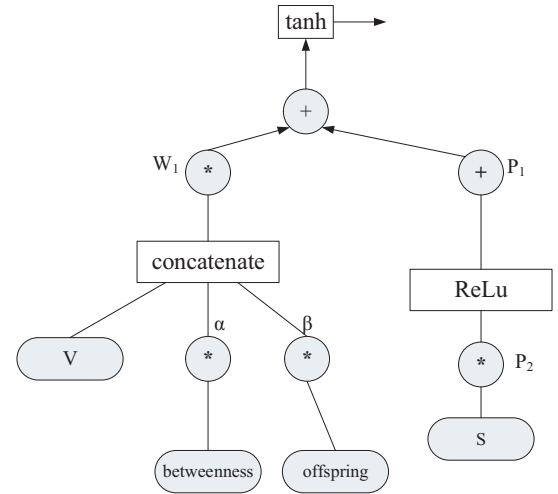 tanh
+
W1
*
+
P1
concatenate
ReLu
α
β
V
*
*
*
P2
S
betweenness
offspring